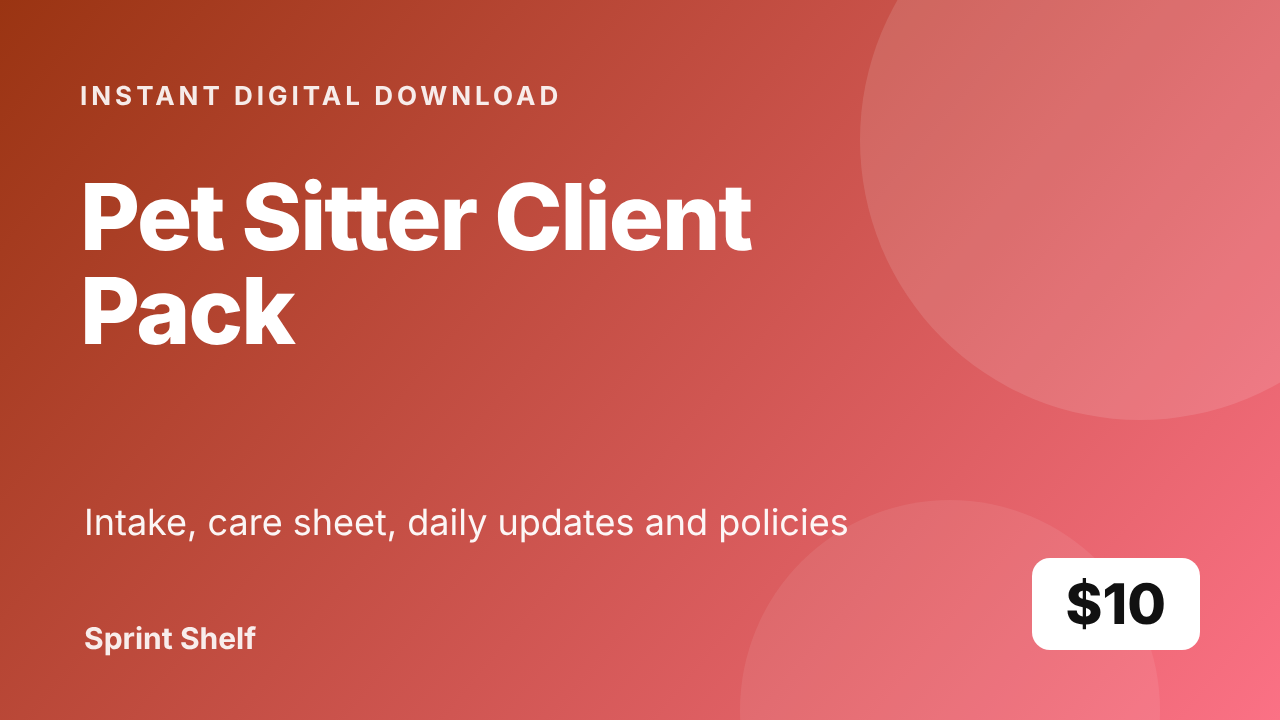 INSTANT DIGITAL DOWNLOAD
Pet Sitter Client
Pack
Intake, care sheet, daily updates and policies
$10
Sprint Shelf